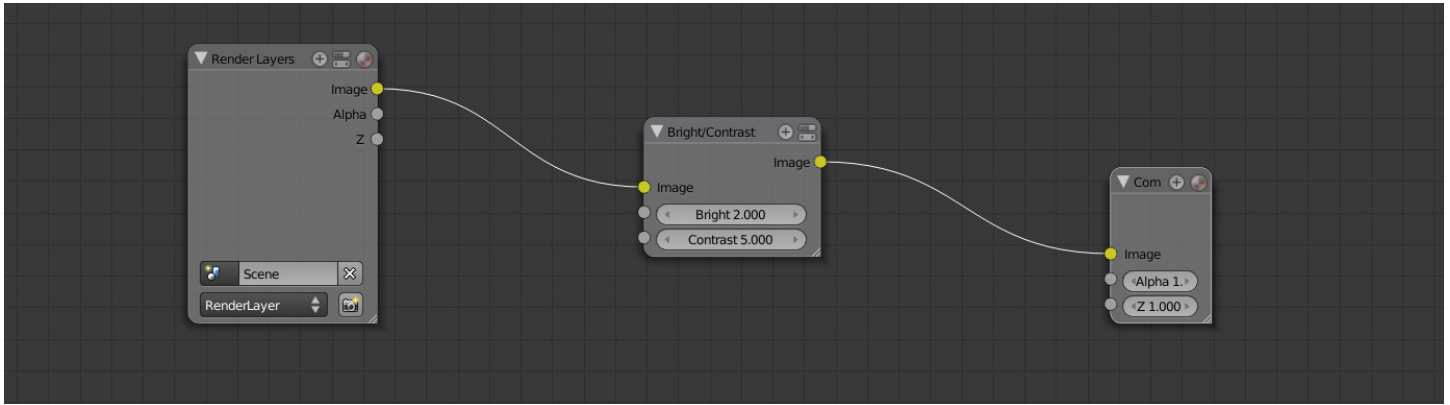 Render Layers
Image
Alpha
Z
Scene
RenderLayer
Bright/Contrast
Image
Image
Bright 2.000
Contrast 5.000
Com
Image
Alpha 1.
Z 1.000